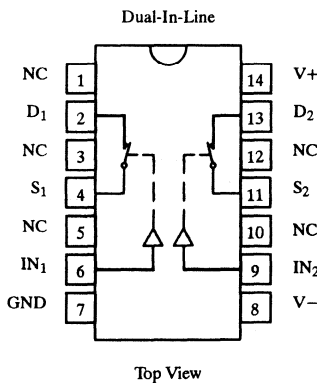 Dual-In-Line
NC 1 14 V+
D1 2 13 D2
NC 3 12 NC
S1 4 11 S2
NC 5 10 NC
IN1 6 9 IN2
GND 7 8 V−
Top View